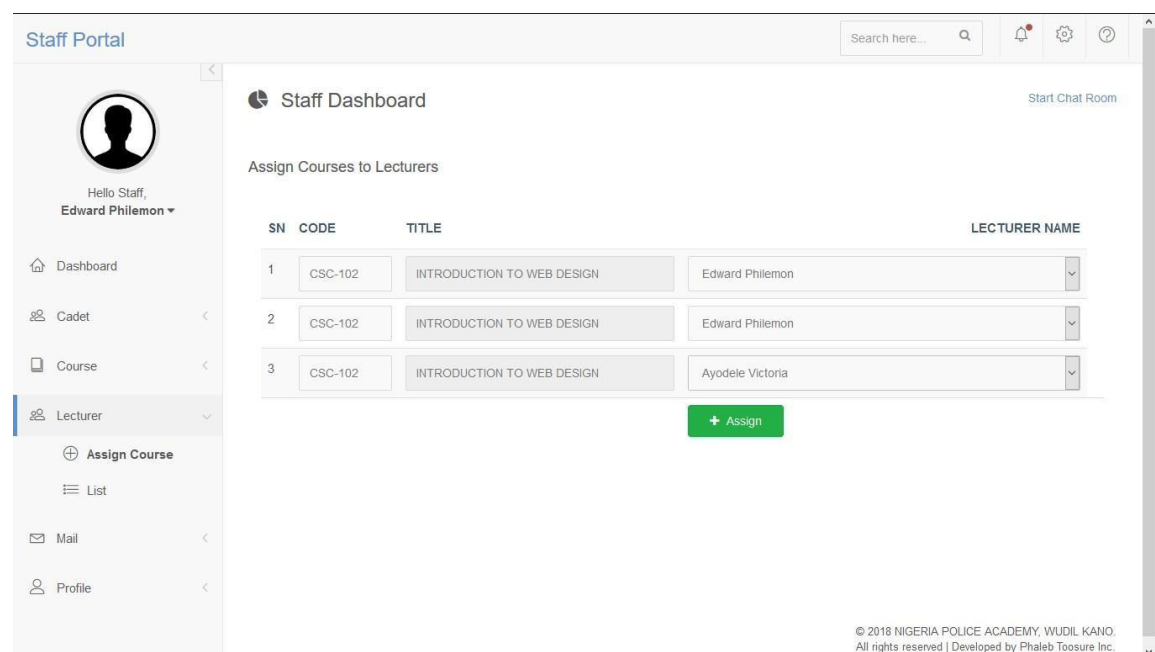 Staff Portal
Search here...
Hello Staff,
Edward Philemon
Dashboard
Cadet
Course
Lecturer
Assign Course
List
Mail
Profile
Staff Dashboard
Start Chat Room
Assign Courses to Lecturers
SN CODE TITLE LECTURER NAME
1 CSC-102 INTRODUCTION TO WEB DESIGN Edward Philemon
2 CSC-102 INTRODUCTION TO WEB DESIGN Edward Philemon
3 CSC-102 INTRODUCTION TO WEB DESIGN Ayodele Victoria
+ Assign
© 2018 NIGERIA POLICE ACADEMY, WUDIL KANO.
All rights reserved | Developed by Phaleb Toosure Inc.